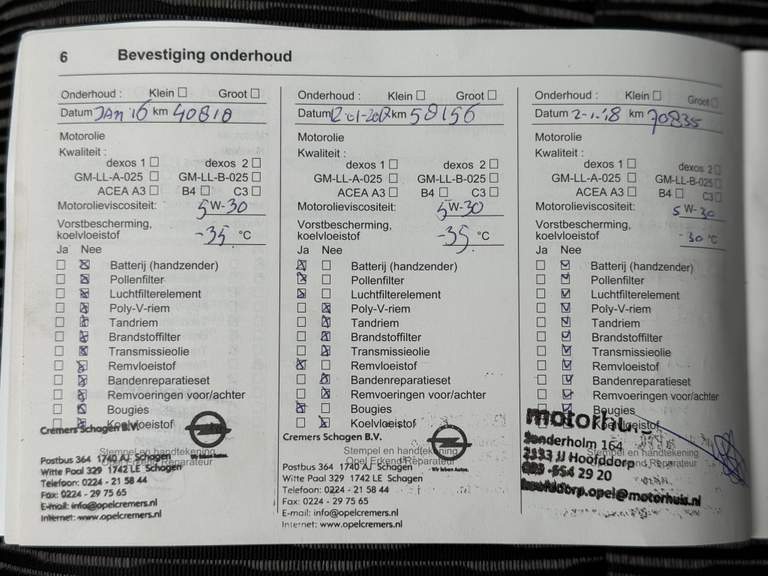 6 Bevestiging onderhoud
Onderhoud : Klein Groot
Datum JAN '16 km 40818
Motorolie
Kwaliteit :
dexos 1 dexos 2
GM-LL-A-025 GM-LL-B-025
ACEA A3 B4 C3
Motorolieviscositeit: 5W-30
Vorstbescherming,
koelvloeistof -35 °C
Ja Nee
Batterij (handzender)
Pollenfilter
Luchtfilterelement
Poly-V-riem
Tandriem
Brandstoffilter
Transmissieolie
Remvloeistof
Bandenreparatieset
Remvoeringen voor/achter
Bougies
Koelvloeistof
Cremers Schagen B.V.
Stempel en handtekening
Postbus 364 1740 AJ Schagen
Witte Paal 329 1742 LE Schagen
Telefoon: 0224 - 21 58 44
Fax: 0224 - 29 75 65
E-mail: info@opelcremers.nl
Internet: www.opelcremers.nl
Onderhoud : Klein Groot
Datum km 58156
Motorolie
Kwaliteit :
dexos 1 dexos 2
GM-LL-A-025 GM-LL-B-025
ACEA A3 B4 C3
Motorolieviscositeit: 5W-30
Vorstbescherming,
koelvloeistof -35 °C
Ja Nee
Batterij (handzender)
Pollenfilter
Luchtfilterelement
Poly-V-riem
Tandriem
Brandstoffilter
Transmissieolie
Remvloeistof
Bandenreparatieset
Remvoeringen voor/achter
Bougies
Koelvloeistof
Cremers Schagen B.V.
Stempel en handtekening
Opel Erkend Reparateur
Wir leben Autos.
Postbus 364 1740 AJ Schagen
Witte Paal 329 1742 LE Schagen
Telefoon: 0224 - 21 58 44
Fax: 0224 - 29 75 65
E-mail: info@opelcremers.nl
Internet: www.opelcremers.nl
Onderhoud : Klein Groot
Datum 2-1-'18 km 70835
Motorolie
Kwaliteit :
dexos 1 dexos 2
GM-LL-A-025 GM-LL-B-025
ACEA A3 B4 C3
Motorolieviscositeit: 5W-30
Vorstbescherming,
koelvloeistof -30 °C
Ja Nee
Batterij (handzender)
Pollenfilter
Luchtfilterelement
Poly-V-riem
Tandriem
Brandstoffilter
Transmissieolie
Remvloeistof
Bandenreparatieset
Remvoeringen voor/achter
Bougies
Koelvloeistof
motorhuis
Stempel en handtekening
2133 JJ Hoofddorp
hoofddorp.opel@motorhuis.nl